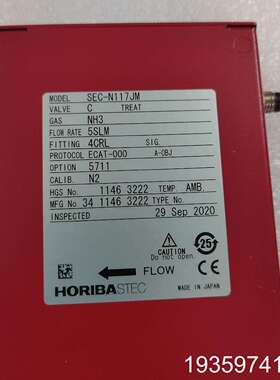 MODEL SEC-N117JM
VALVE C TREAT
GAS NH3
FLOW RATE 5SLM
FITTING 4CRL SIG.
PROTOCOL ECAT-000 A-OBJ
OPTION 5711
CALIB. N2
HGS No. 1146 3222 TEMP. AMB.
MFG No 34 1146 3222 TYPE No
INSPECTED 29 Sep 2020
CAUTION
Do not open.
25
FLOW
HORIBASTEC
MADE IN JAPAN
19359741